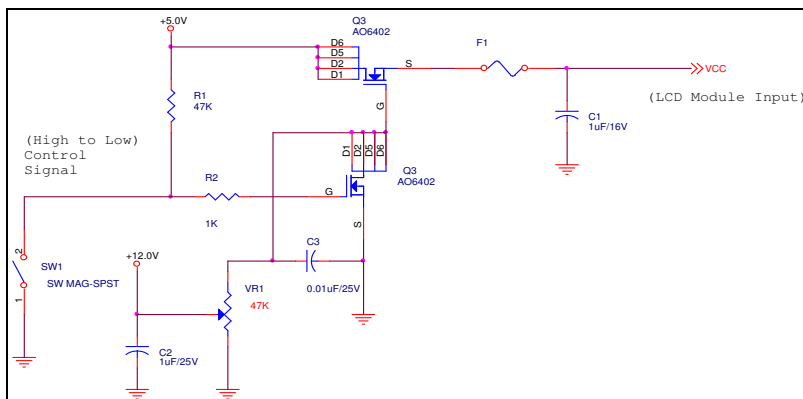 Q3
AO6402
+5.0V
F1
D6
D5
D2
D1
S
G
VCC
(LCD Module Input)
R1
47K
C1
1uF/16V
(High to Low)
Control
Signal
D1
D2
D5
D6
Q3
AO6402
R2
1K
G
S
2
SW1
SW MAG-SPST
1
+12.0V
C3
0.01uF/25V
VR1
47K
C2
1uF/25V